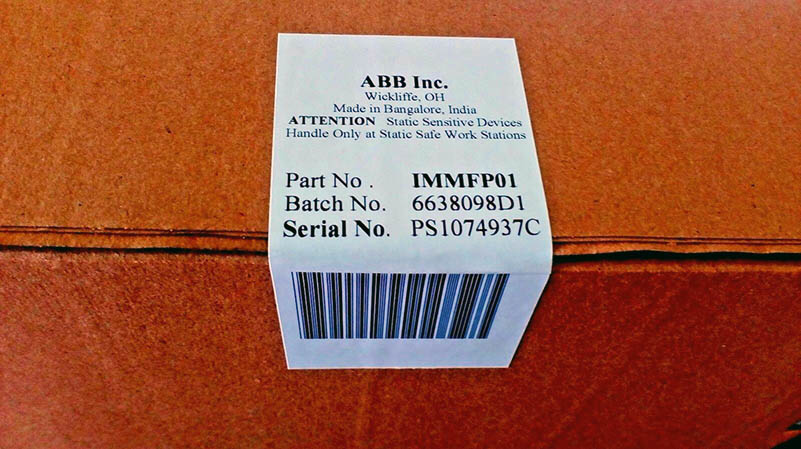 ABB Inc.
Wickliffe, OH
Made in Bangalore, India
ATTENTION Static Sensitive Devices
Handle Only at Static Safe Work Stations
Part No . IMMFP01
Batch No. 6638098D1
Serial No. PS1074937C